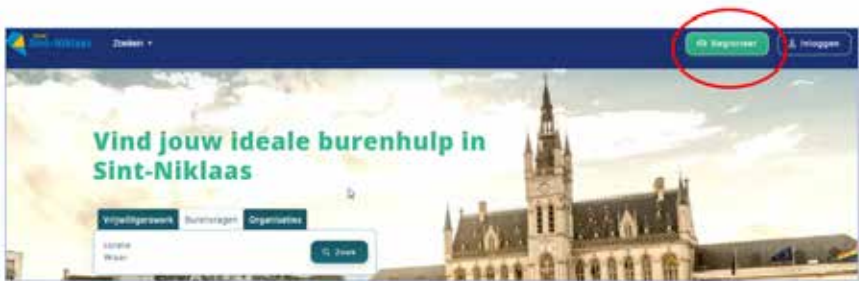 Sint-Niklaas
Zoeken
Registreer
Inloggen
Vind jouw ideale burenhulp in
Sint-Niklaas
Vrijwilligerswerk Burenvragen Organisaties
Locatie
Waar
Zoek